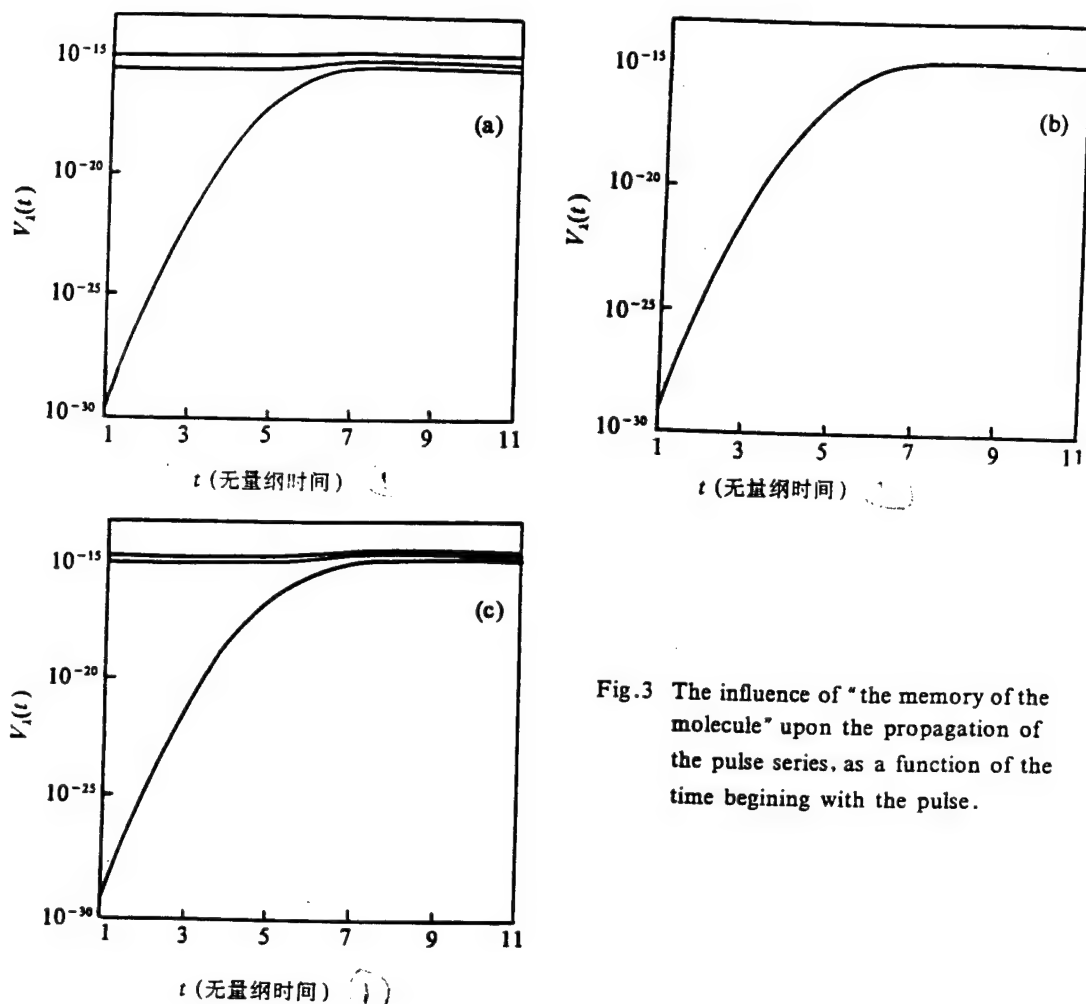 10⁻¹⁵
(a)
10⁻²⁰
V₁(t)
10⁻²⁵
10⁻³⁰
1 3 5 7 9 11
t (无量纲时间)
10⁻¹⁵
(b)
10⁻²⁰
V₁(t)
10⁻²⁵
10⁻³⁰
1 3 5 7 9 11
t (无量纲时间)
10⁻¹⁵
(c)
10⁻²⁰
V₁(t)
10⁻²⁵
10⁻³⁰
1 3 5 7 9 11
t (无量纲时间)
Fig.3 The influence of "the memory of the
molecule" upon the propagation of
the pulse series, as a function of the
time begining with the pulse.